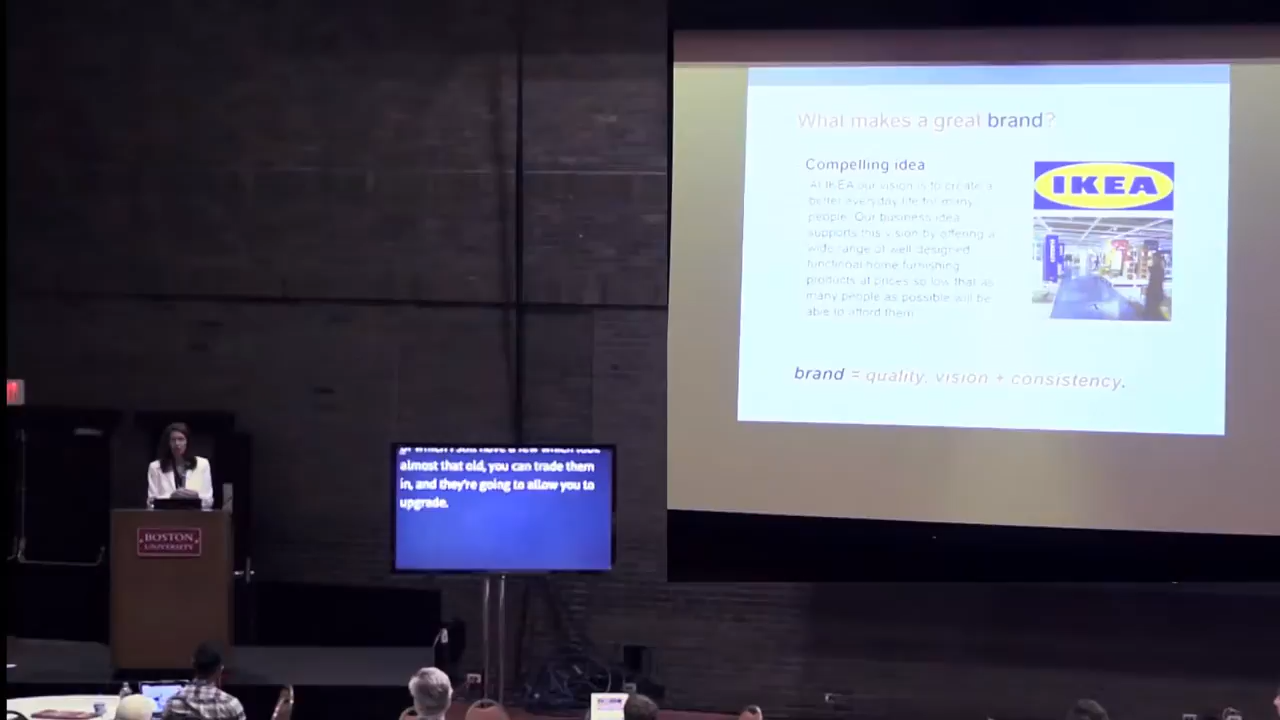 What makes a great brand?
Compelling idea
At IKEA our vision is to create a
better everyday life for many
people. Our business idea
supports this vision by offering a
wide range of well designed
functional home furnishing
products at prices so low that as
many people as possible will be
able to afford them
IKEA
brand = quality, vision + consistency.
almost that old, you can trade them
in, and they're going to allow you to
upgrade.
BOSTON
UNIVERSITY